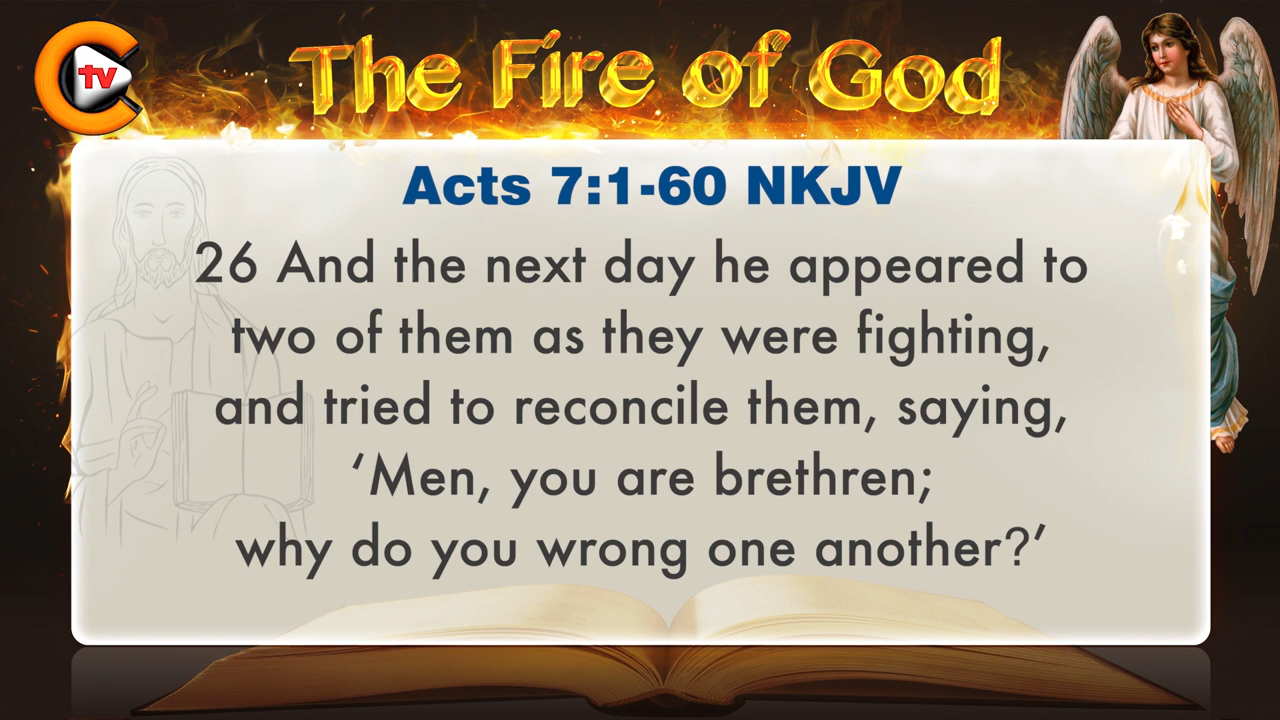 tv
The Fire of God
Acts 7:1-60 NKJV
26 And the next day he appeared to
two of them as they were fighting,
and tried to reconcile them, saying,
‘Men, you are brethren;
why do you wrong one another?’